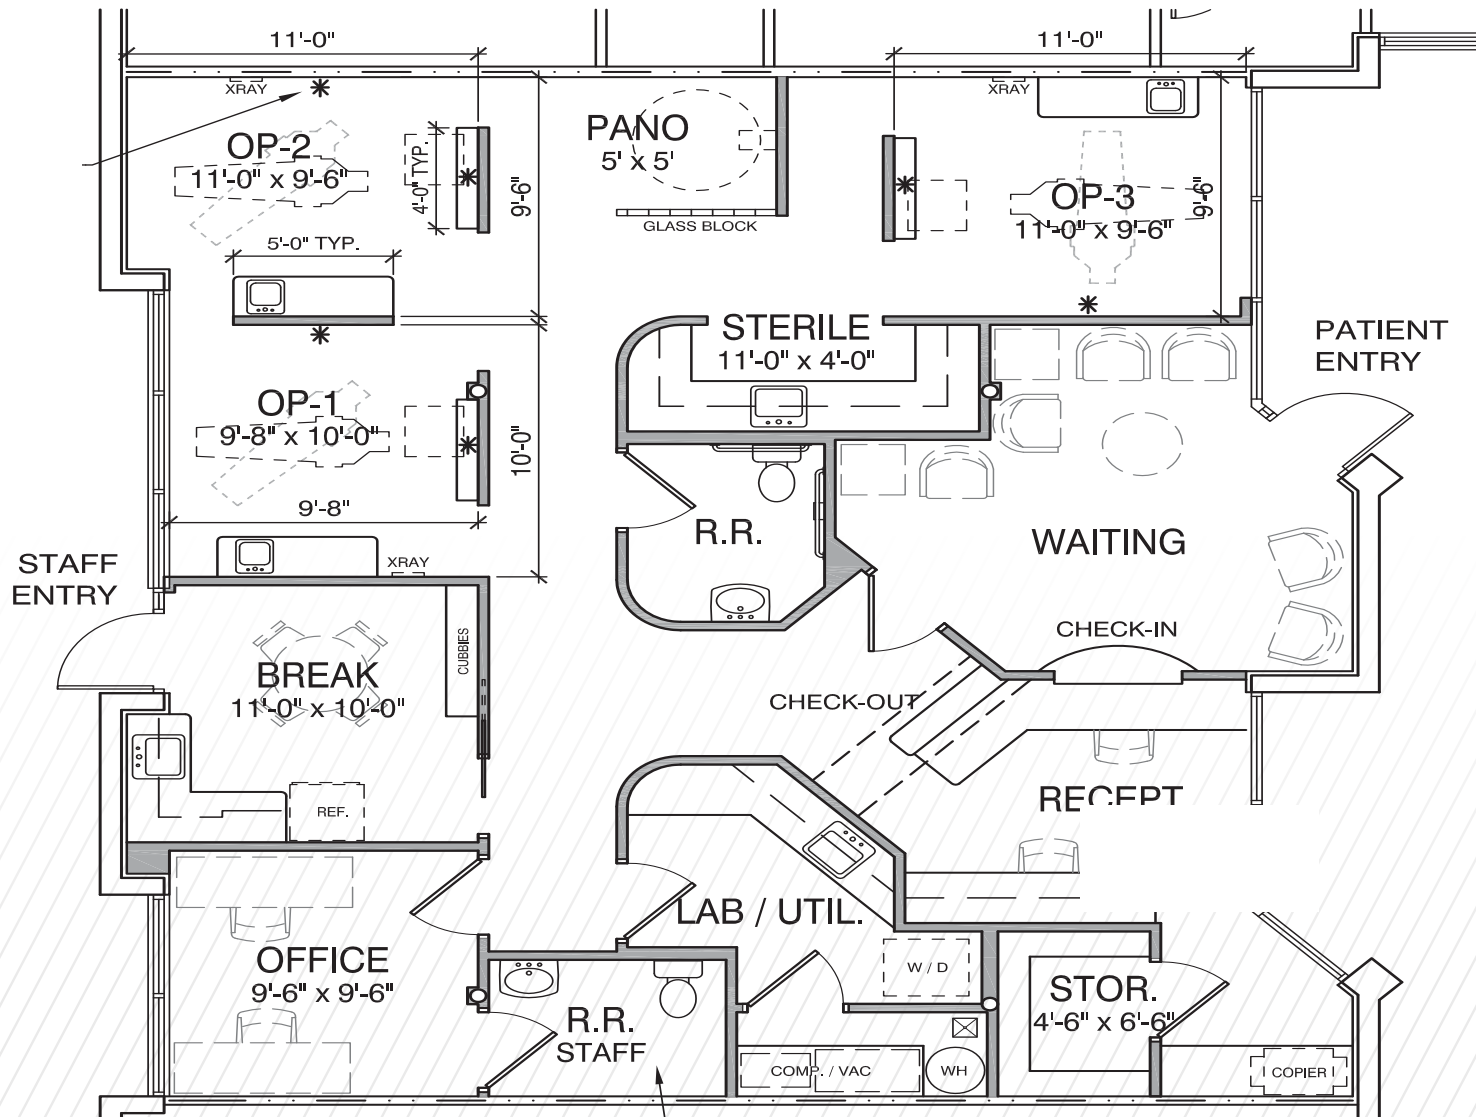 11'-0"
11'-0"
XRAY
XRAY
OP-2
11'-0" x 9'-6"
4'-0" TYP.
9'-6"
PANO
5' x 5'
GLASS BLOCK
OP-3
11'-0" x 9'-6"
9'-6"
5'-0" TYP.
STERILE
11'-0" x 4'-0"
PATIENT
ENTRY
OP-1
9'-8" x 10'-0"
10'-0"
9'-8"
R.R.
WAITING
XRAY
STAFF
ENTRY
CUBBIES
CHECK-IN
BREAK
11'-0" x 10'-0"
CHECK-OUT
REF.
RECEPT
LAB / UTIL.
OFFICE
9'-6" x 9'-6"
W / D
STOR.
4'-6" x 6'-6"
R.R.
STAFF
COMP. / VAC
WH
COPIER